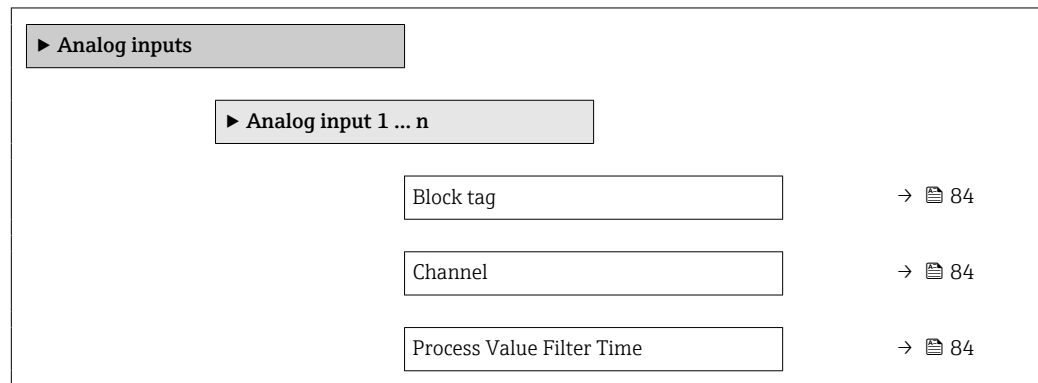 ▶ Analog inputs
▶ Analog input 1 … n
Block tag → 84
Channel → 84
Process Value Filter Time → 84